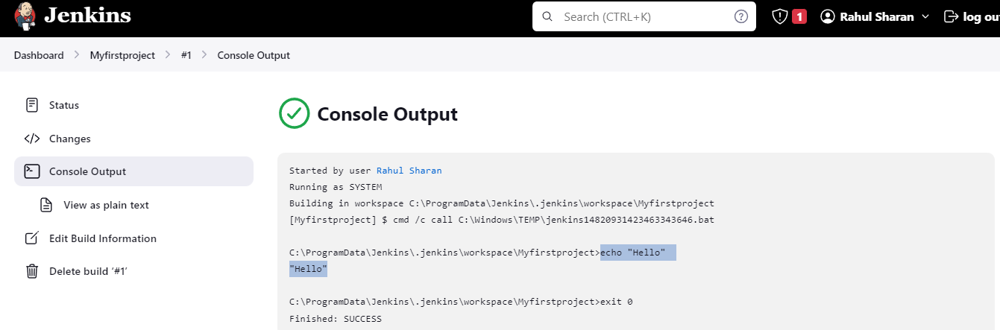 Jenkins
Search (CTRL+K)
1
Rahul Sharan
log ou
Dashboard > Myfirstproject > #1 > Console Output
Status
Changes
Console Output
View as plain text
Edit Build Information
Delete build ‘#1’
Console Output
Started by user Rahul Sharan
Running as SYSTEM
Building in workspace C:\ProgramData\Jenkins\.jenkins\workspace\Myfirstproject
[Myfirstproject] $ cmd /c call C:\Windows\TEMP\jenkins14820931423463343646.bat
C:\ProgramData\Jenkins\.jenkins\workspace\Myfirstproject>echo "Hello"
"Hello"
C:\ProgramData\Jenkins\.jenkins\workspace\Myfirstproject>exit 0
Finished: SUCCESS